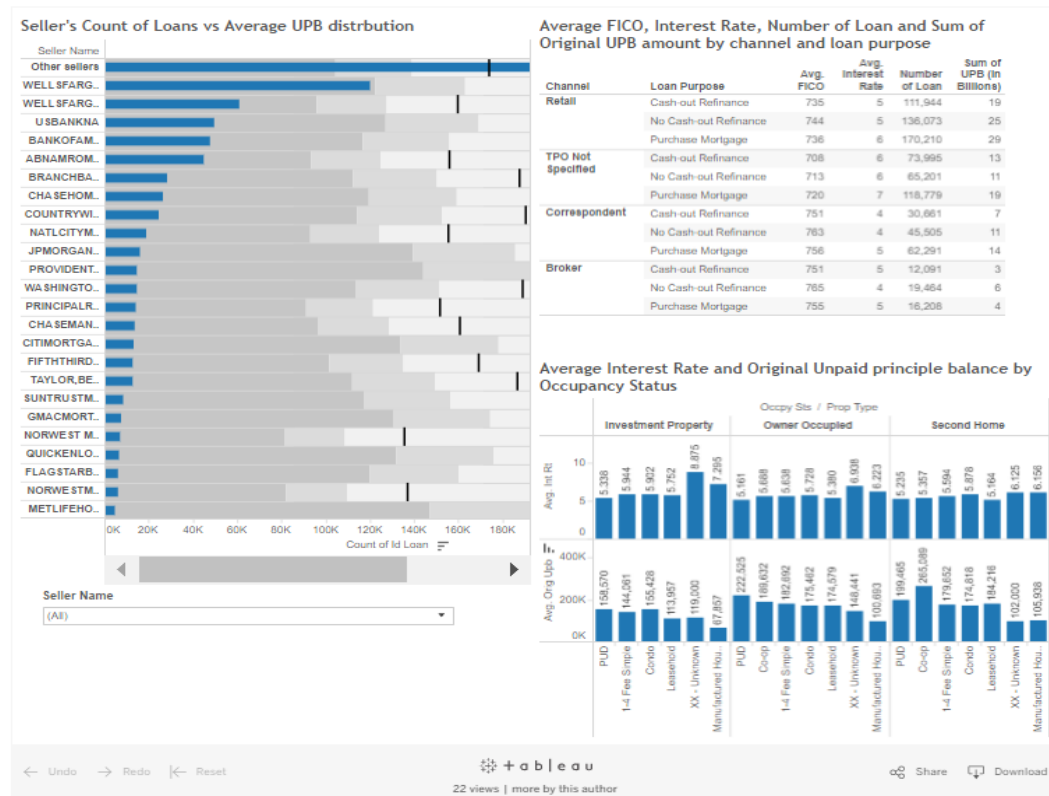 Seller's Count of Loans vs Average UPB distrbution
Seller Name
Other sellers
WELLSFARG..
WELLSFARG..
USBANKNA
BANKOFAM..
ABNAMROM..
BRANCHBA..
CHASEHOM..
COUNTRYWI..
NATLCITYM..
JPMORGAN..
PROVIDENT..
WASHINGTO..
PRINCIPALR..
CHASEMAN..
CITIMORTGA..
FIFTHTHIRD..
TAYLOR,BE..
SUNTRUSTM..
GMACMORT..
NORWEST M..
QUICKENLO..
FLAGSTARB..
NORWESTM..
METLIFEHO..
0K 20K 40K 60K 80K 100K 120K 140K 160K 180K
Count of Id Loan
Seller Name
(All)
Average FICO, Interest Rate, Number of Loan and Sum of
Original UPB amount by channel and loan purpose
Channel Loan Purpose Avg. FICO Avg. Interest Rate Number of Loan Sum of UPB (In Billions)
Retail Cash-out Refinance 735 5 111,944 19
No Cash-out Refinance 744 5 136,073 25
Purchase Mortgage 736 6 170,210 29
TPO Not Specified Cash-out Refinance 708 6 73,995 13
No Cash-out Refinance 713 6 65,201 11
Purchase Mortgage 720 7 118,779 19
Correspondent Cash-out Refinance 751 4 30,661 7
No Cash-out Refinance 763 4 45,505 11
Purchase Mortgage 756 5 62,291 14
Broker Cash-out Refinance 751 5 12,091 3
No Cash-out Refinance 765 4 19,464 6
Purchase Mortgage 755 5 16,208 4
Average Interest Rate and Original Unpaid principle balance by
Occupancy Status
Occpy Sts / Prop Type
Investment Property Owner Occupied Second Home
Avg. Int Rt
10
5
0
5.338 5.944 5.902 5.752 8.875 7.295 5.161 5.688 5.638 5.728 5.380 6.938 6.223 5.235 5.357 5.594 5.878 5.164 6.125 6.156
Avg. Orig Upb
400K
200K
0K
158,570 144,061 155,428 113,957 119,000 67,857 222,525 189,632 182,692 175,462 174,579 148,441 100,693 199,465 265,089 179,652 174,818 184,216 102,000 105,938
PUD 1-4 Fee Simple Condo Leasehold XX - Unknown Manufactured Hou.. PUD Co-op 1-4 Fee Simple Condo Leasehold XX - Unknown Manufactured Hou.. PUD Co-op 1-4 Fee Simple Condo Leasehold XX - Unknown Manufactured Hou..
Undo Redo Reset
+ a b l e a u
22 views | more by this author
Share Download